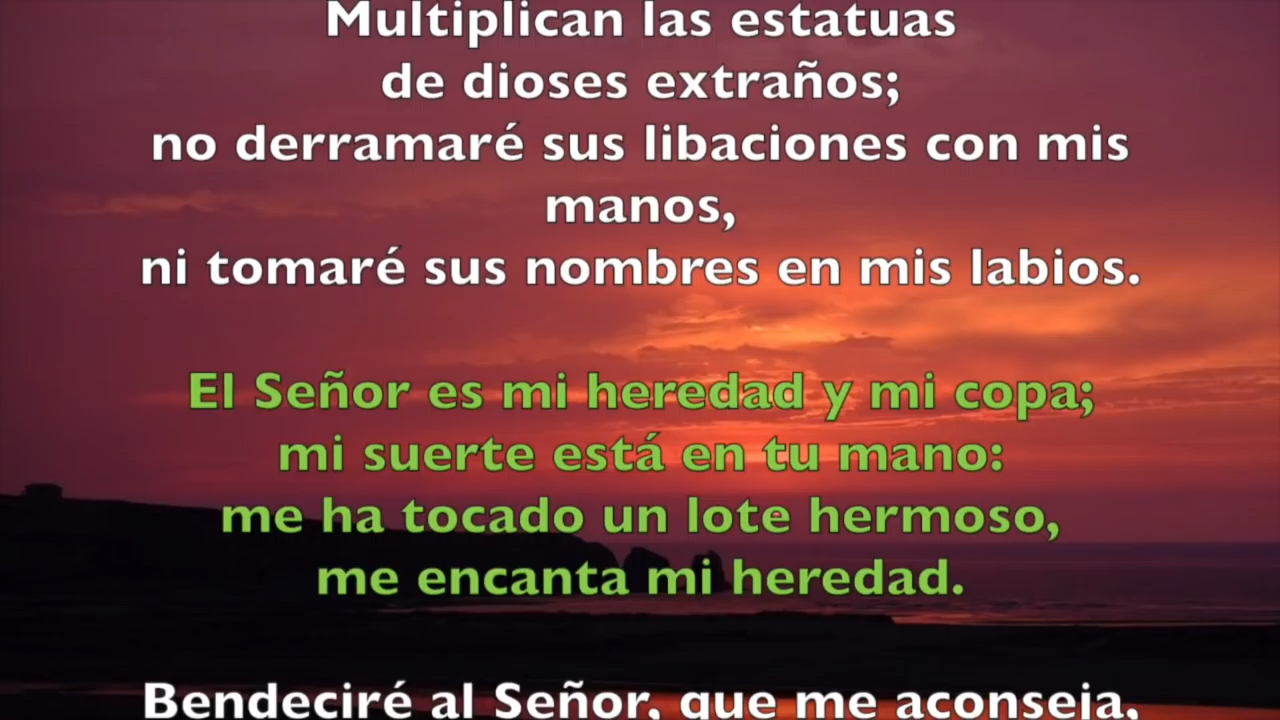 Multiplican las estatuas
de dioses extraños;
no derramaré sus libaciones con mis
manos,
ni tomaré sus nombres en mis labios.
El Señor es mi heredad y mi copa;
mi suerte está en tu mano:
me ha tocado un lote hermoso,
me encanta mi heredad.
Bendeciré al Señor, que me aconseja,